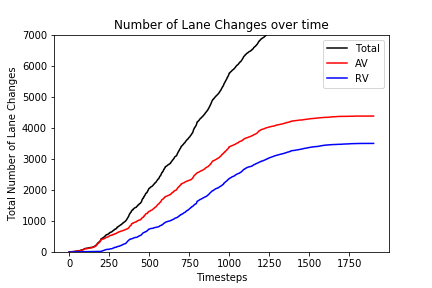 Number of Lane Changes over time
Total Number of Lane Changes
7000
6000
5000
4000
3000
2000
1000
0
Total
AV
RV
0 250 500 750 1000 1250 1500 1750
Timesteps